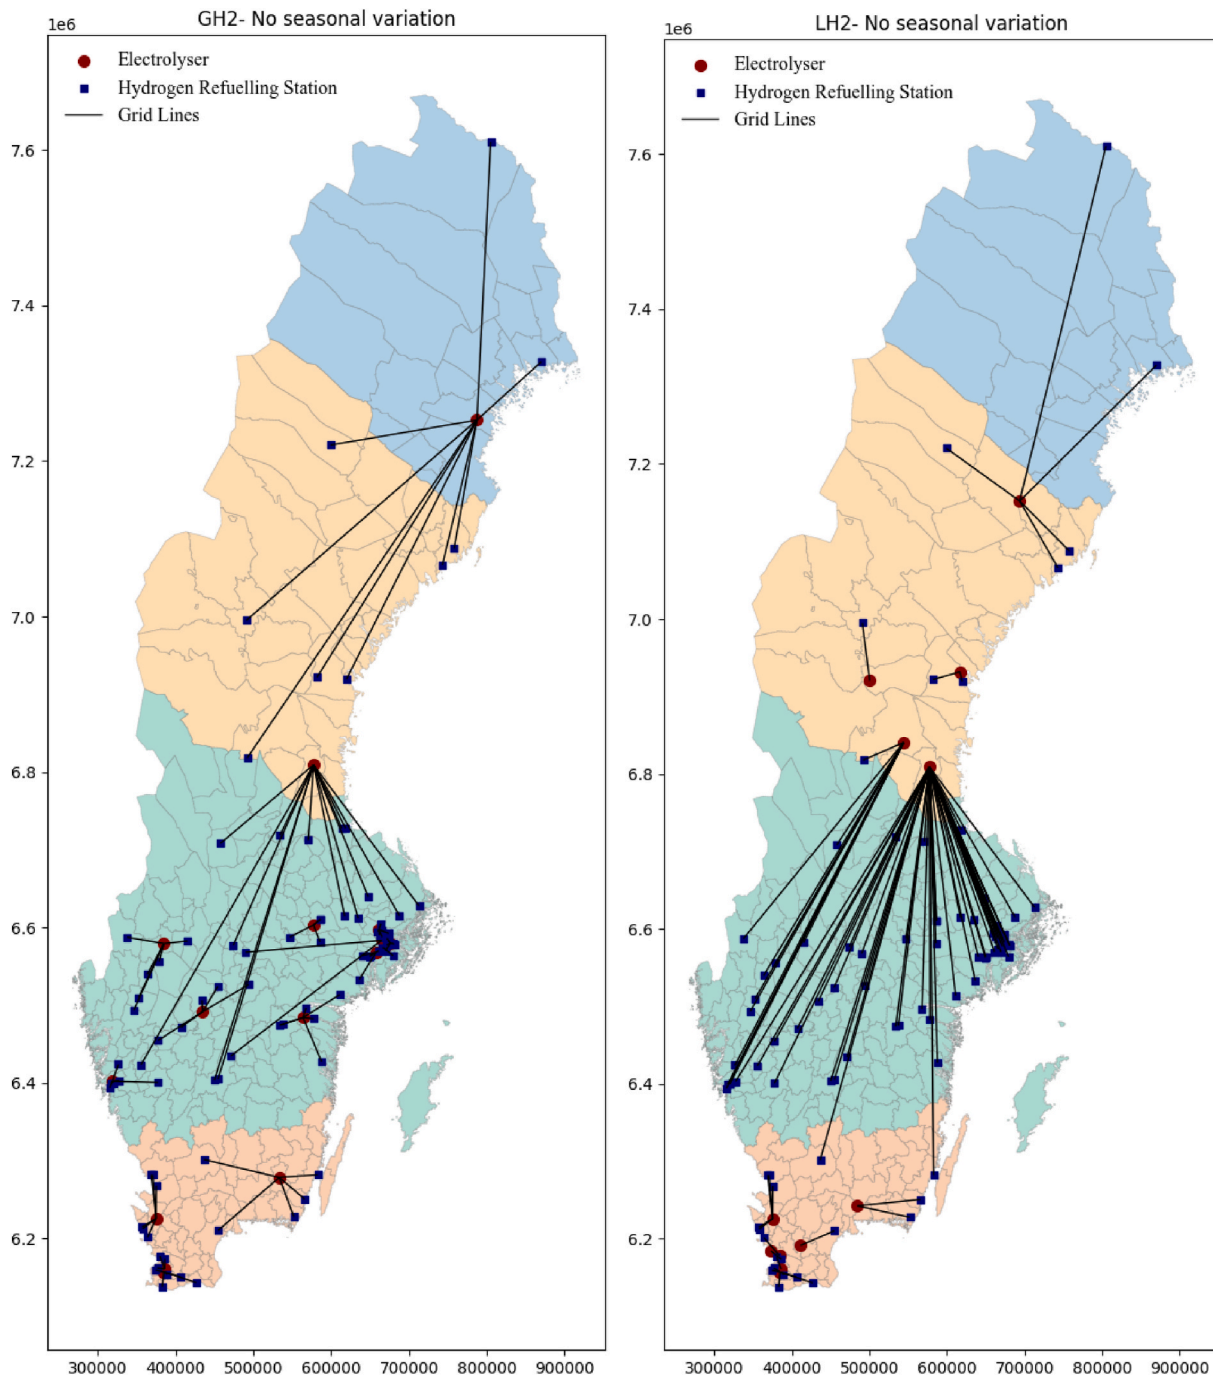 GH2- No seasonal variation
1e6
Electrolyser
Hydrogen Refuelling Station
Grid Lines
7.6
7.4
7.2
7.0
6.8
6.6
6.4
6.2
300000 400000 500000 600000 700000 800000 900000
LH2- No seasonal variation
1e6
Electrolyser
Hydrogen Refuelling Station
Grid Lines
7.6
7.4
7.2
7.0
6.8
6.6
6.4
6.2
300000 400000 500000 600000 700000 800000 900000